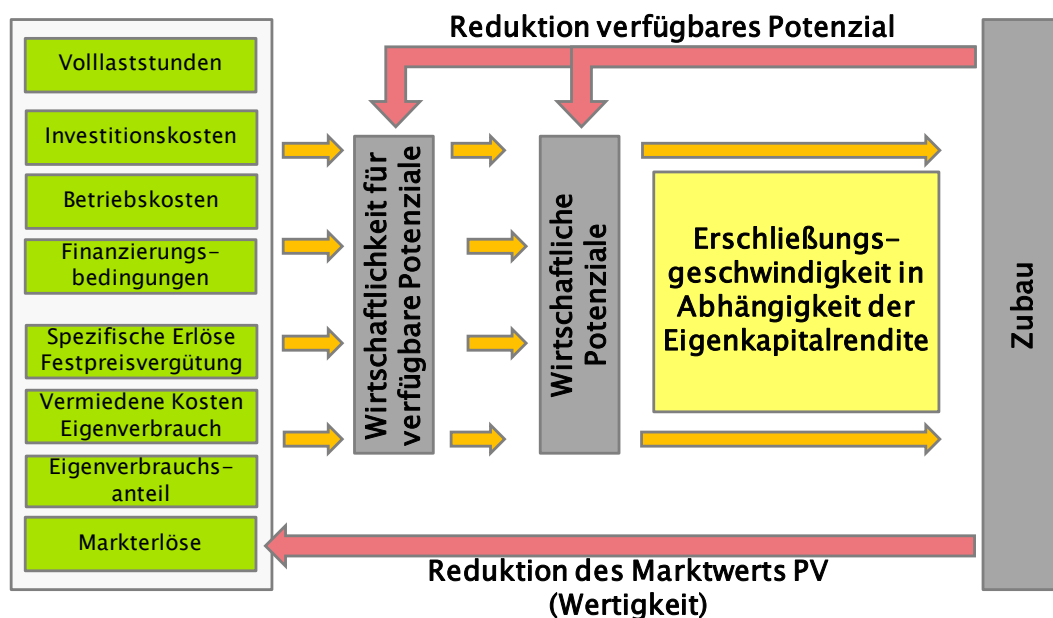 Reduktion verfügbares Potenzial
Volllaststunden
Investitionskosten
Betriebskosten
Finanzierungs-
bedingungen
Spezifische Erlöse
Festpreisvergütung
Vermiedene Kosten
Eigenverbrauch
Eigenverbrauchs-
anteil
Markterlöse
Wirtschaftlichkeit für
verfügbare Potenziale
Wirtschaftliche
Potenziale
Erschließungs-
geschwindigkeit in
Abhängigkeit der
Eigenkapitalrendite
Zubau
Reduktion des Marktwerts PV
(Wertigkeit)